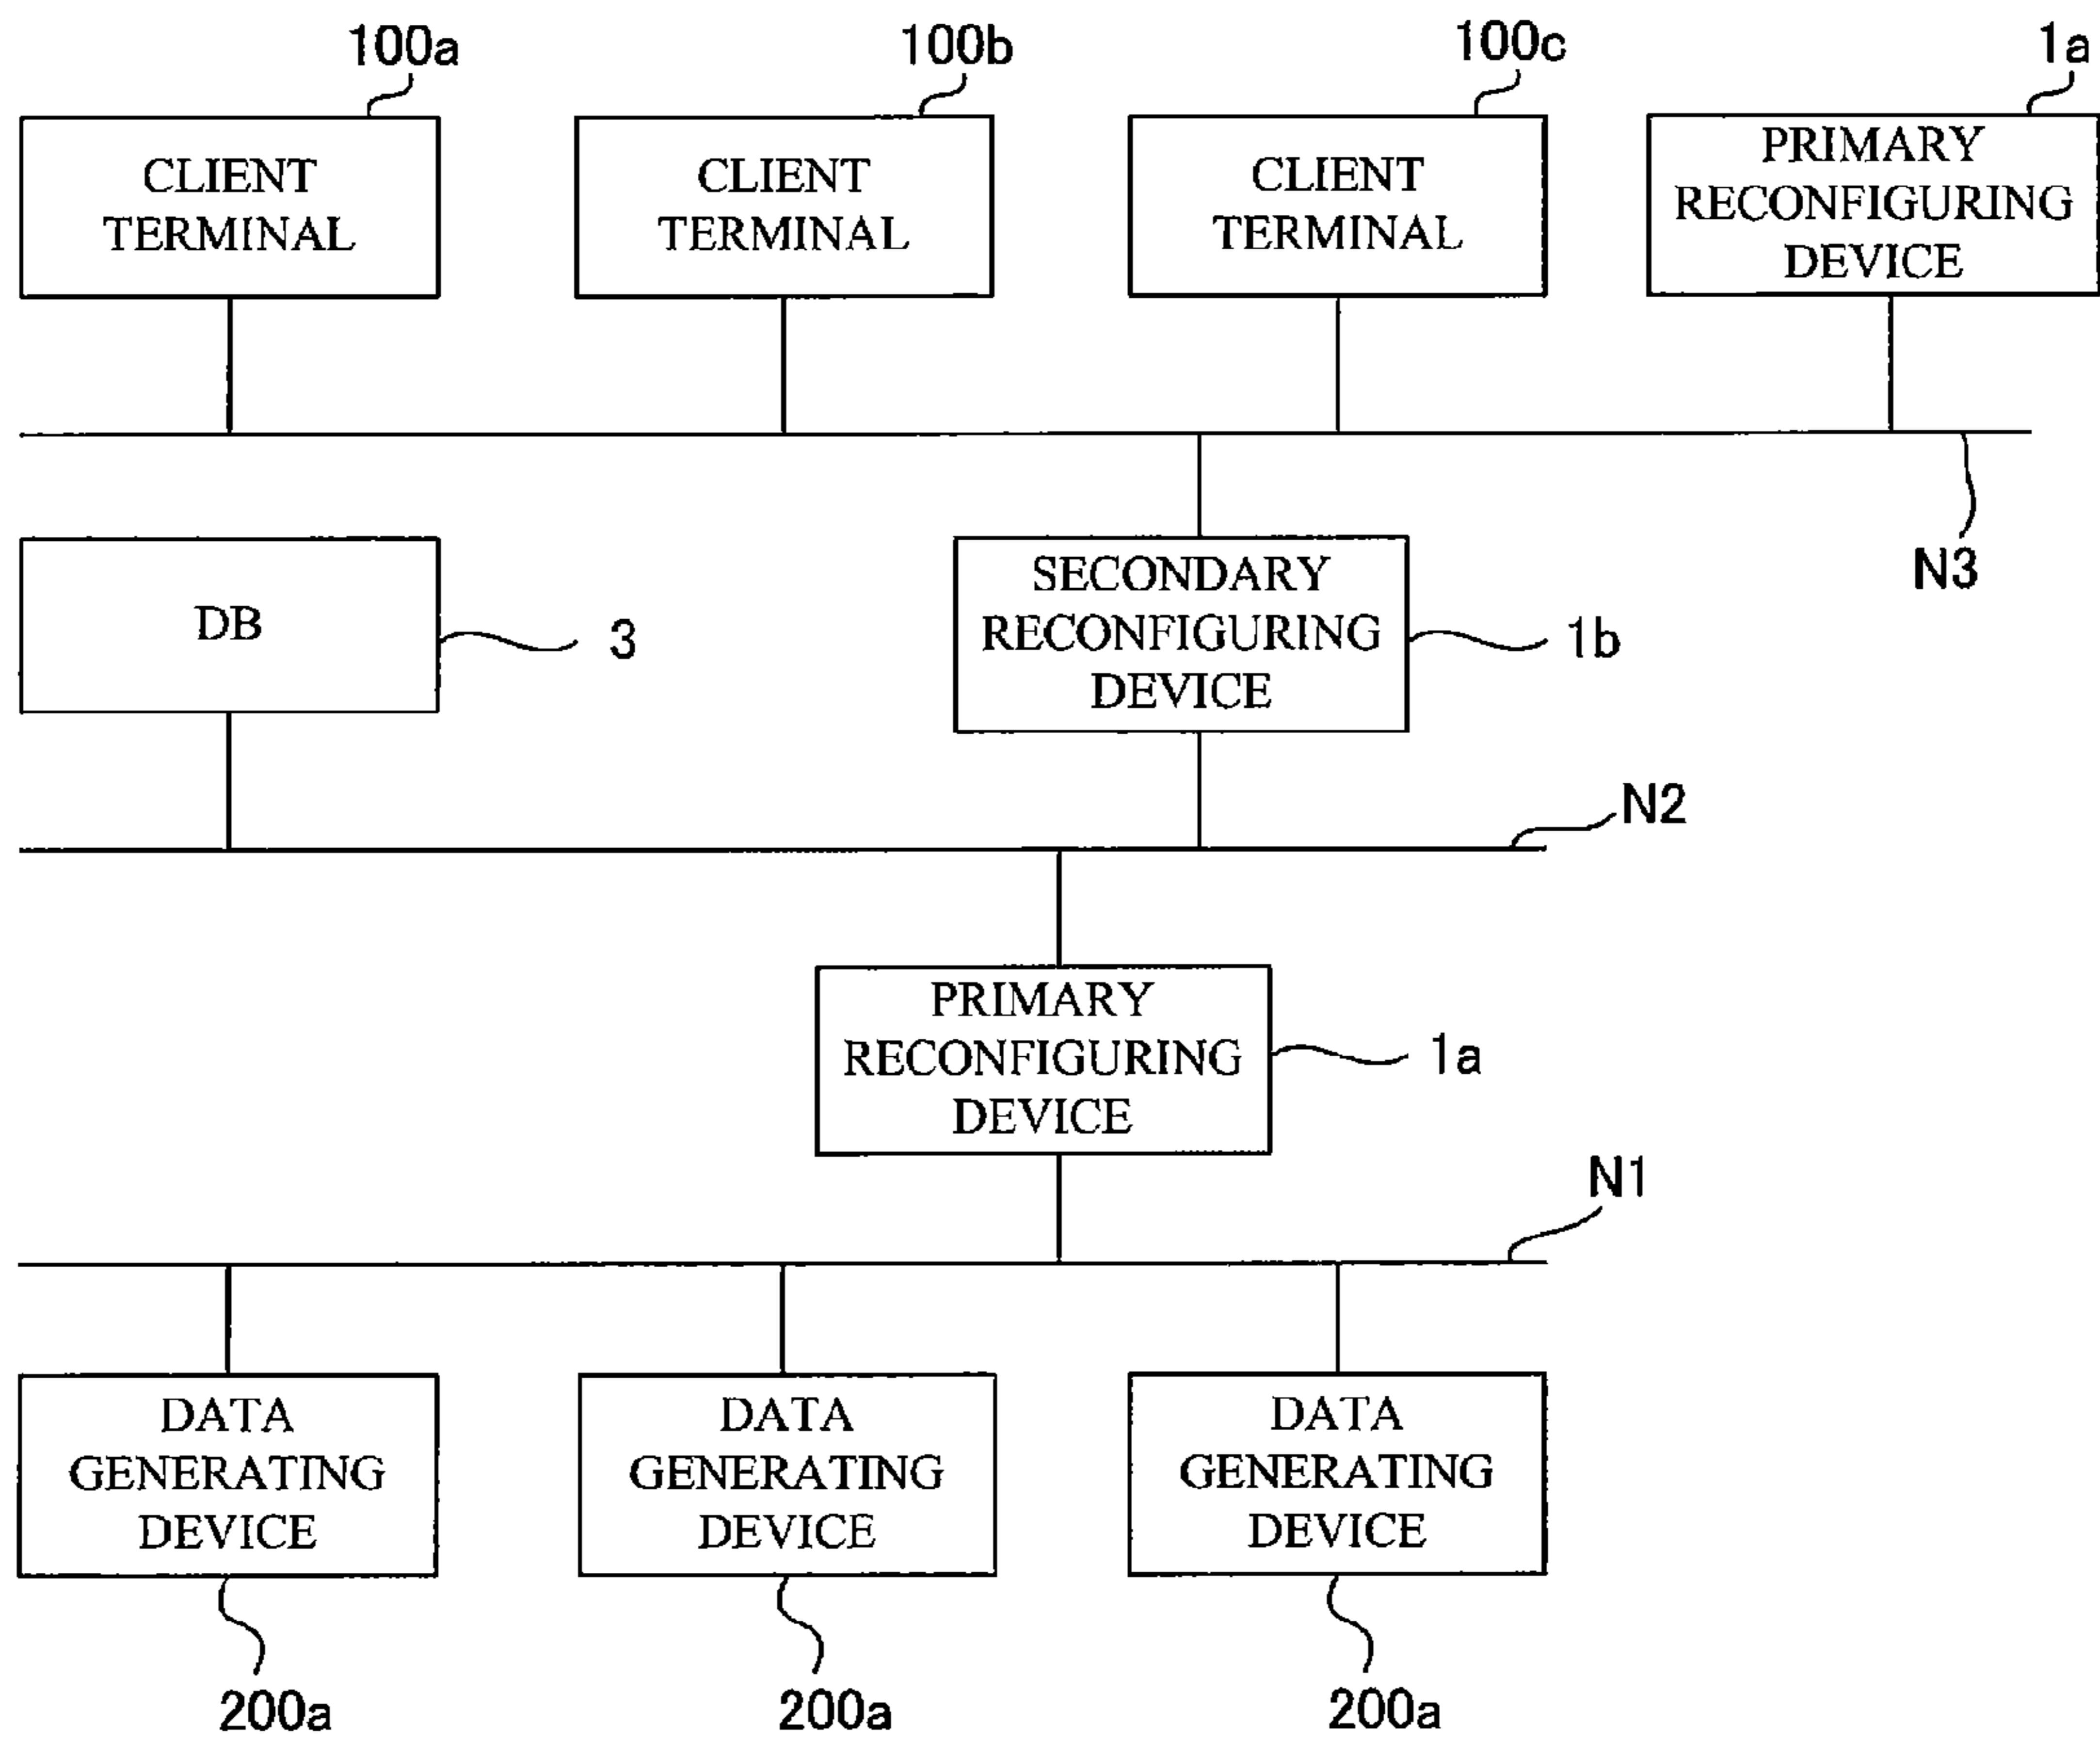 100a
100b
100c
1a
CLIENT
TERMINAL
CLIENT
TERMINAL
CLIENT
TERMINAL
PRIMARY
RECONFIGURING
DEVICE
N3
DB
3
SECONDARY
RECONFIGURING
DEVICE
1b
N2
PRIMARY
RECONFIGURING
DEVICE
1a
N1
DATA
GENERATING
DEVICE
DATA
GENERATING
DEVICE
DATA
GENERATING
DEVICE
200a
200a
200a